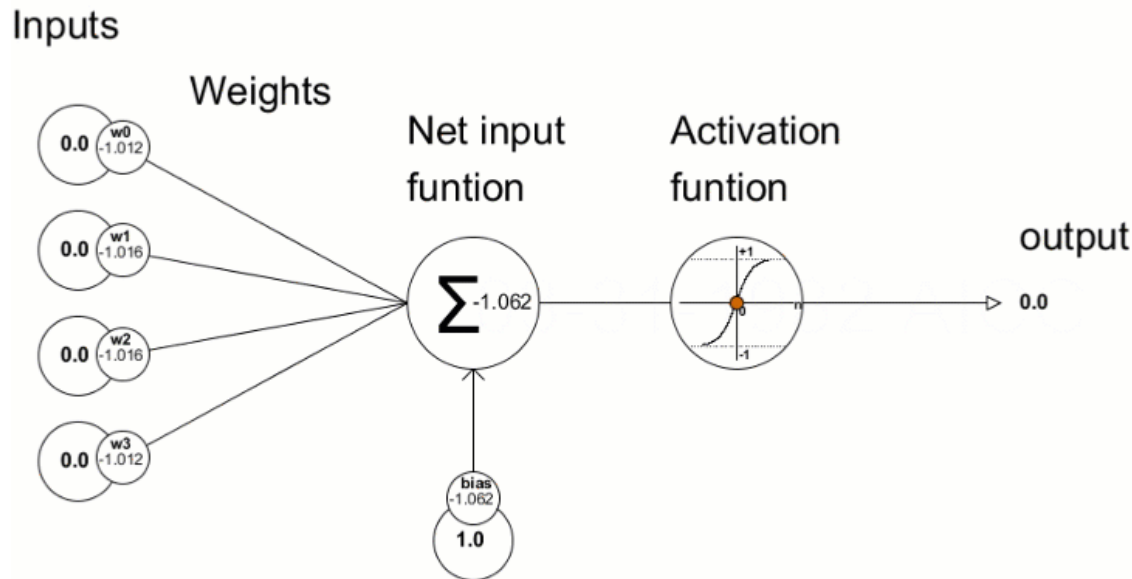 Inputs
Weights
Net input
funtion
Activation
funtion
output
0.0
w0
-1.012
0.0
w1
-1.016
0.0
w2
-1.016
0.0
w3
-1.012
∑
-1.062
+1
0
n
-1
0.0
bias
-1.062
1.0